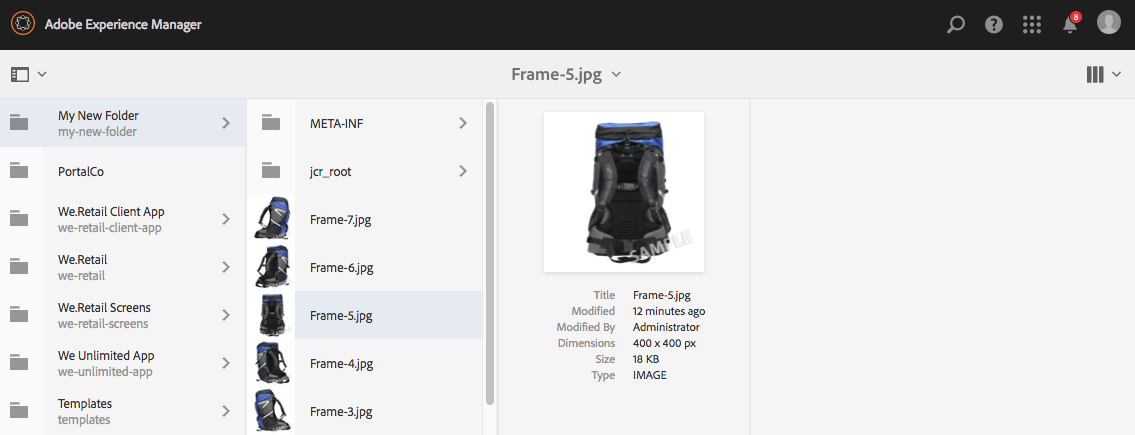 Adobe Experience Manager
8
Frame-5.jpg
My New Folder
my-new-folder
PortalCo
We.Retail Client App
we-retail-client-app
We.Retail
we-retail
We.Retail Screens
we-retail-screens
We Unlimited App
we-unlimited-app
Templates
templates
META-INF
jcr_root
Frame-7.jpg
Frame-6.jpg
Frame-5.jpg
Frame-4.jpg
Frame-3.jpg
SAMPLE
Title Frame-5.jpg
Modified 12 minutes ago
Modified By Administrator
Dimensions 400 x 400 px
Size 18 KB
Type IMAGE